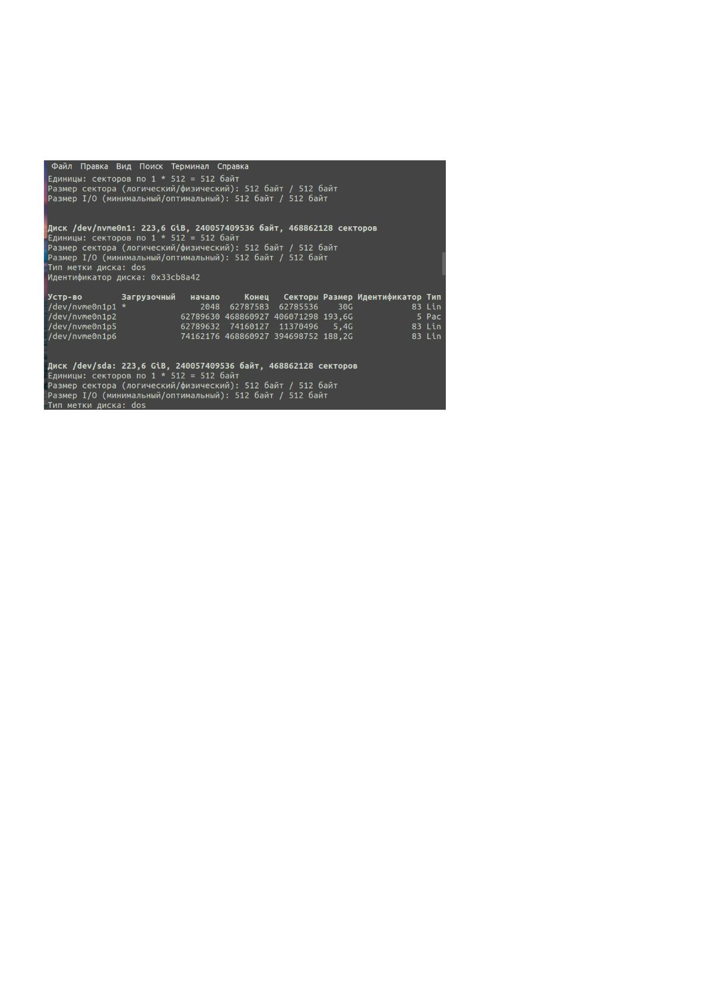 Файл Правка Вид Поиск Терминал Справка
Единицы: секторов по 1 * 512 = 512 байт
Размер сектора (логический/физический): 512 байт / 512 байт
Размер I/O (минимальный/оптимальный): 512 байт / 512 байт
Диск /dev/nvme0n1: 223,6 GiB, 240057409536 байт, 468862128 секторов
Единицы: секторов по 1 * 512 = 512 байт
Размер сектора (логический/физический): 512 байт / 512 байт
Размер I/O (минимальный/оптимальный): 512 байт / 512 байт
Тип метки диска: dos
Идентификатор диска: 0x33cb8a42
Устр-во Загрузочный начало Конец Секторы Размер Идентификатор Тип
/dev/nvme0n1p1 * 2048 62787583 62785536 30G 83 Lin
/dev/nvme0n1p2 62789630 468860927 406071298 193,6G 5 Рас
/dev/nvme0n1p5 62789632 74160127 11370496 5,4G 83 Lin
/dev/nvme0n1p6 74162176 468860927 394698752 188,2G 83 Lin
Диск /dev/sda: 223,6 GiB, 240057409536 байт, 468862128 секторов
Единицы: секторов по 1 * 512 = 512 байт
Размер сектора (логический/физический): 512 байт / 512 байт
Размер I/O (минимальный/оптимальный): 512 байт / 512 байт
Тип метки диска: dos